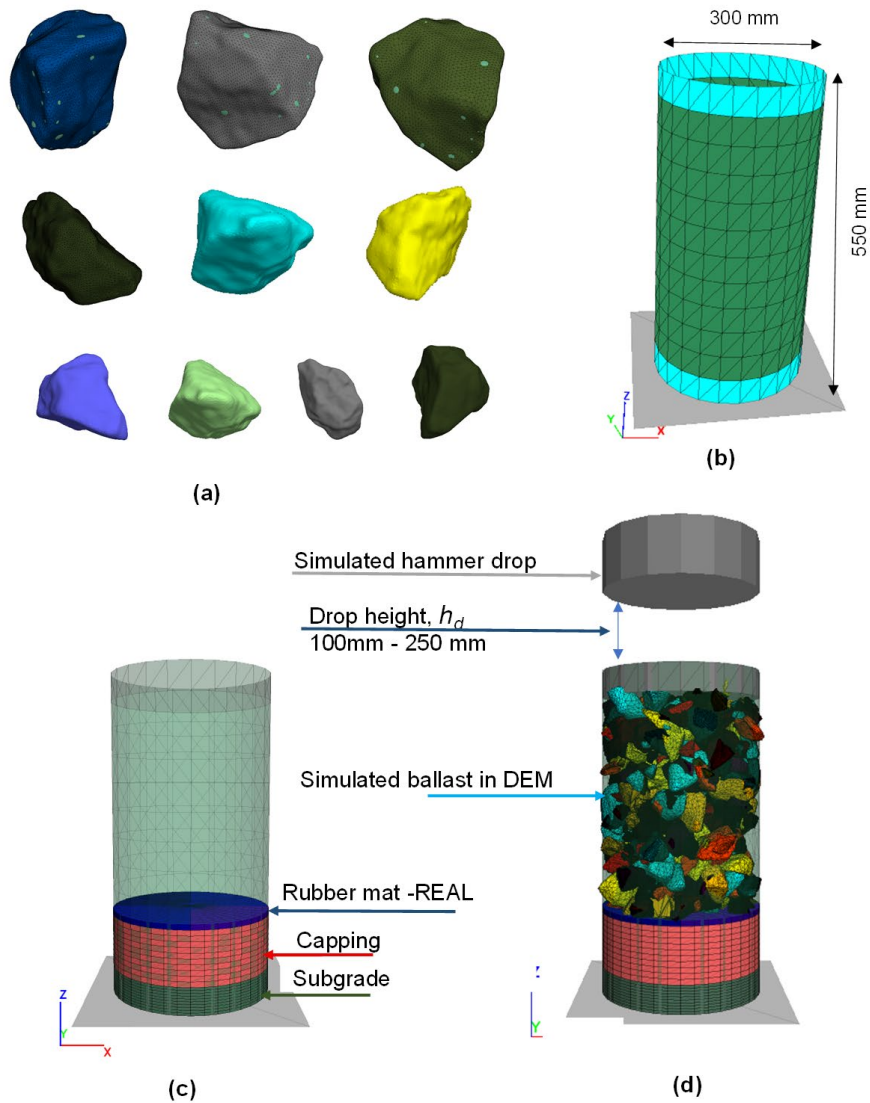 300 mm
550 mm
Z
Y
X
(a)
(b)
Simulated hammer drop
Drop height, h_d
100mm - 250 mm
Simulated ballast in DEM
Rubber mat -REAL
Capping
Subgrade
Z
Y
X
z
Y
(c)
(d)